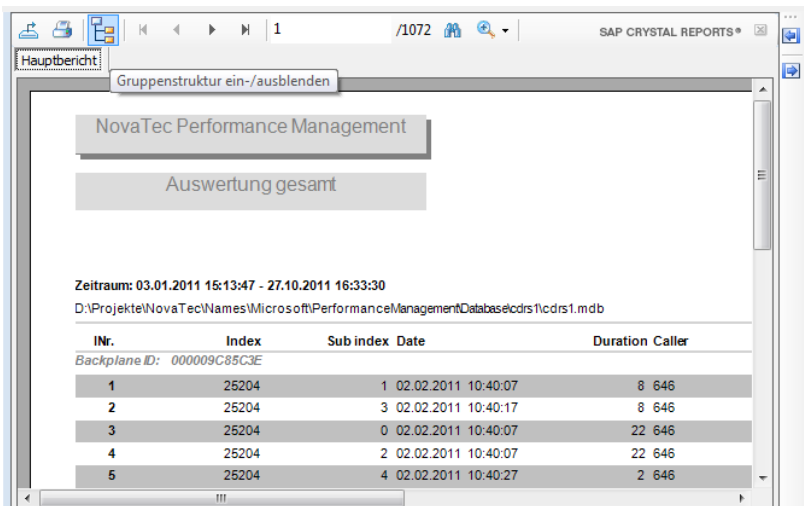 1 /1072 SAP CRYSTAL REPORTS®
Hauptbericht
Gruppenstruktur ein-/ausblenden
NovaTec Performance Management
Auswertung gesamt
Zeitraum: 03.01.2011 15:13:47 - 27.10.2011 16:33:30
D:\Projekte\NovaTec\Names\Microsoft\PerformanceManagement\Database\cdrs1\cdrs1.mdb
INr. Index Sub index Date Duration Caller
Backplane ID: 000009C85C3E
1 25204 1 02.02.2011 10:40:07 8 646
2 25204 3 02.02.2011 10:40:17 8 646
3 25204 0 02.02.2011 10:40:07 22 646
4 25204 2 02.02.2011 10:40:07 22 646
5 25204 4 02.02.2011 10:40:27 2 646